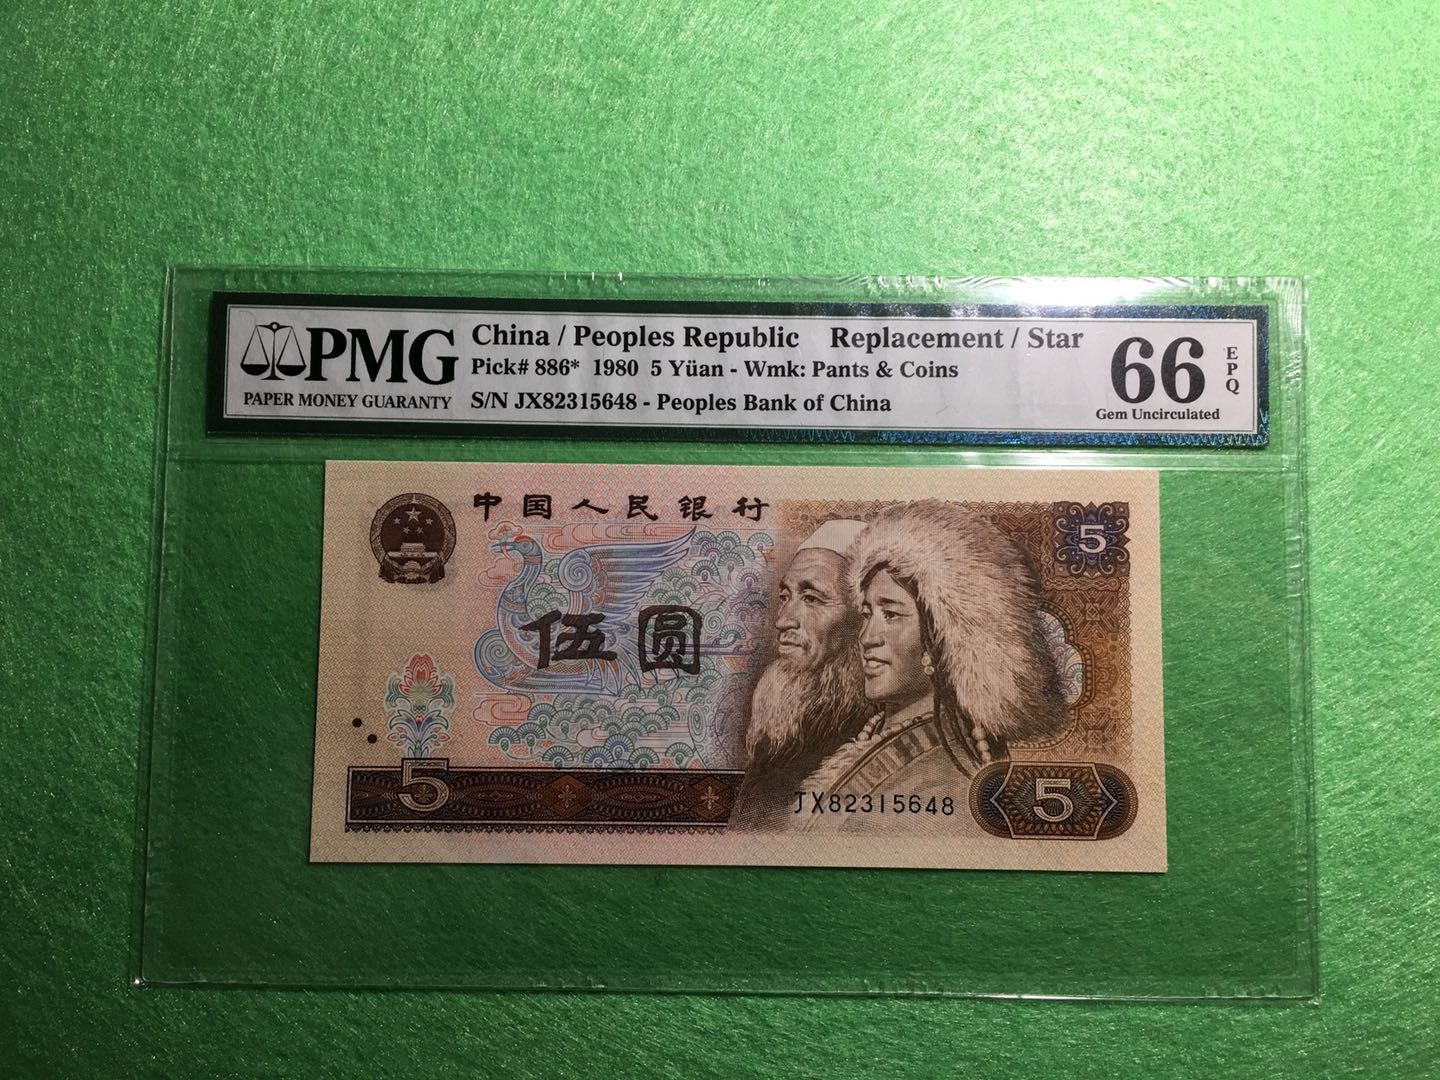 PMG
PAPER MONEY GUARANTY
China / Peoples Republic Replacement / Star
Pick# 886* 1980 5 Yüan - Wmk: Pants & Coins
S/N JX82315648 - Peoples Bank of China
66
EPQ
Gem Uncirculated
中国人民银行
5
伍圆
5
JX82315648
5